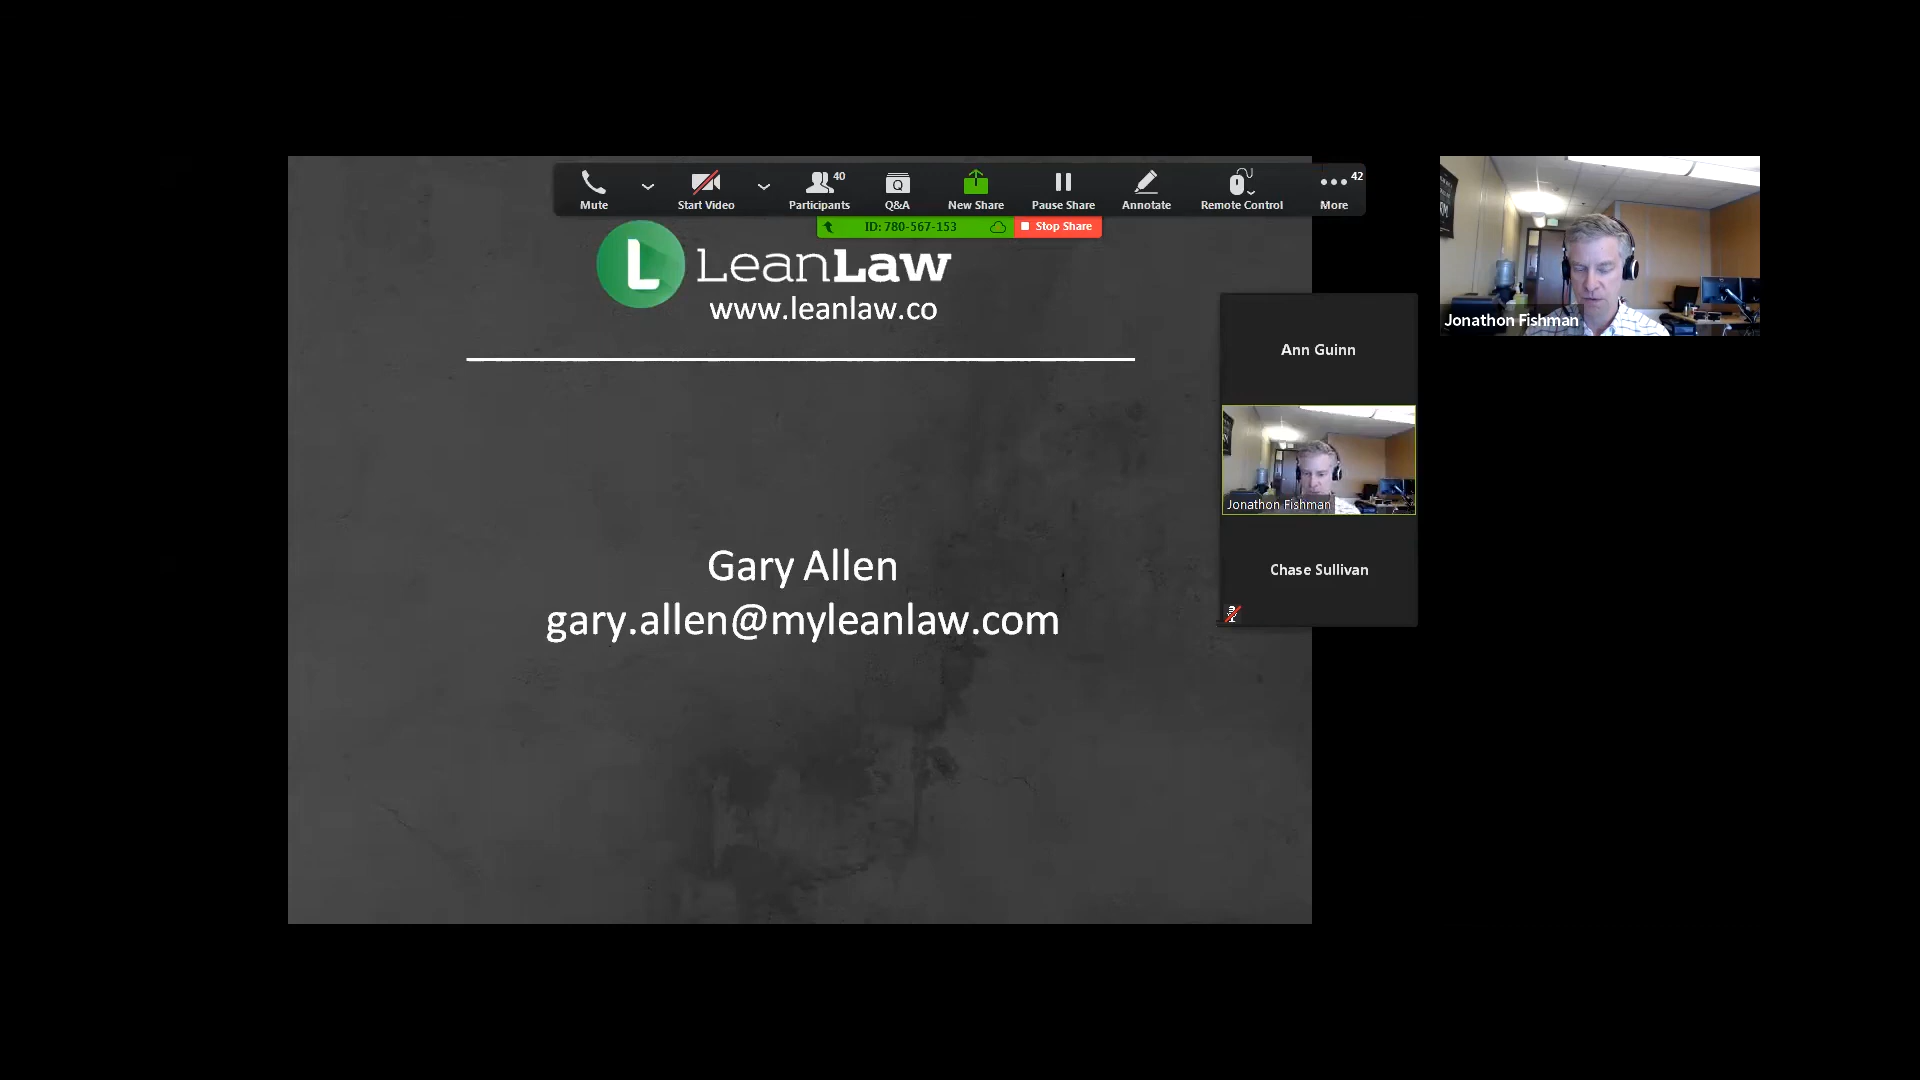 Mute
Start Video
40
Participants
Q
Q&A
New Share
Pause Share
Annotate
Remote Control
42
More
ID: 780-567-153
Stop Share
L LeanLaw
www.leanlaw.co
Jonathon Fishman
Ann Guinn
Jonathon Fishman
Chase Sullivan
Gary Allen
gary.allen@myleanlaw.com